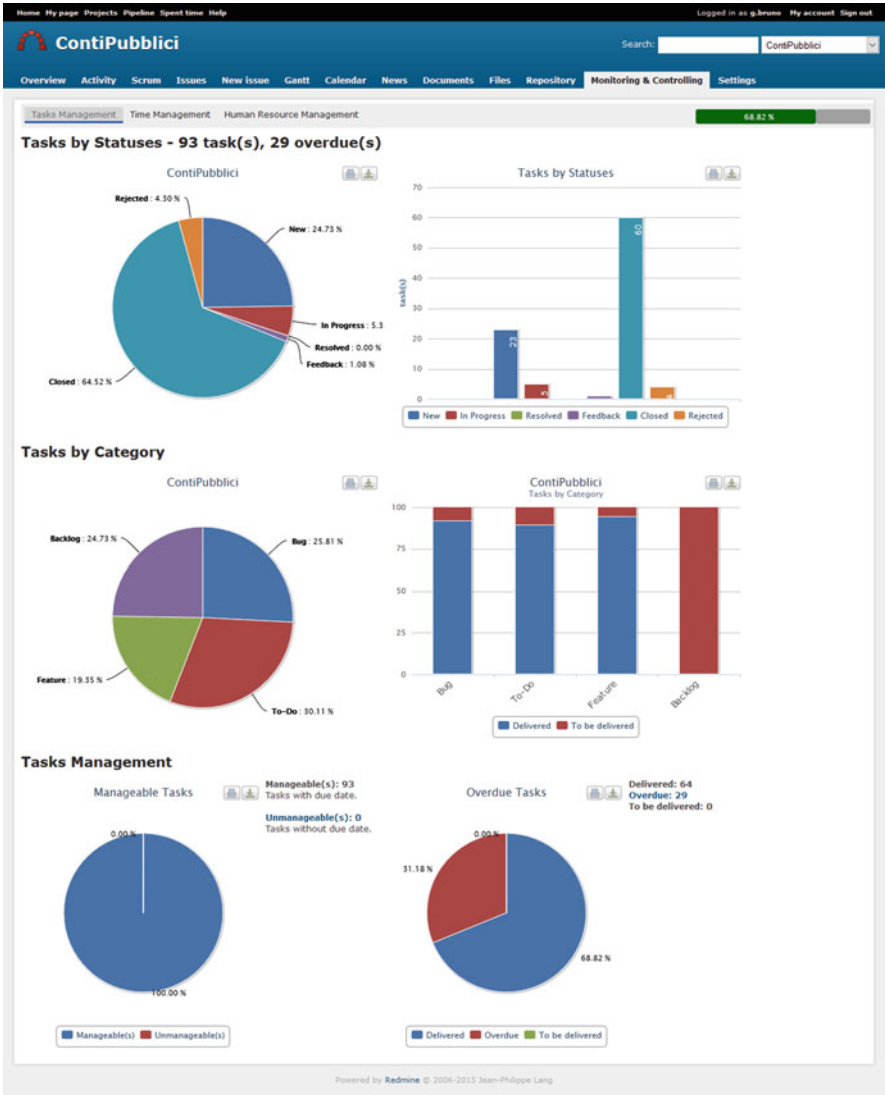 Home My page Projects Pipeline Spent time Help
Logged in as g.bruno My account Sign out
ContiPubblici
Search:
ContiPubblici
Overview Activity Scrum Issues New issue Gantt Calendar News Documents Files Repository Monitoring & Controlling Settings
Tasks Management Time Management Human Resource Management
68.82 %
Tasks by Statuses - 93 task(s), 29 overdue(s)
ContiPubblici
Rejected : 4.30 %
New : 24.73 %
In Progress : 5.3
Resolved : 0.00 %
Feedback : 1.08 %
Closed : 64.52 %
Tasks by Statuses
70
60
50
40
30
20
10
0
task(s)
23
5
60
New In Progress Resolved Feedback Closed Rejected
Tasks by Category
ContiPubblici
Backlog : 24.73 %
Bug : 25.81 %
Feature : 19.35 %
To-Do : 30.11 %
ContiPubblici
Tasks by Category
100
75
50
25
0
Bug
To-Do
Feature
Backlog
Delivered To be delivered
Tasks Management
Manageable Tasks
Manageable(s): 93
Tasks with due date.
Unmanageable(s): 0
Tasks without due date.
0.00 %
100.00 %
Manageable(s) Unmanageable(s)
Overdue Tasks
Delivered: 64
Overdue: 29
To be delivered: 0
0.00 %
31.18 %
68.82 %
Delivered Overdue To be delivered
Powered by Redmine © 2006-2015 Jean-Philippe Lang